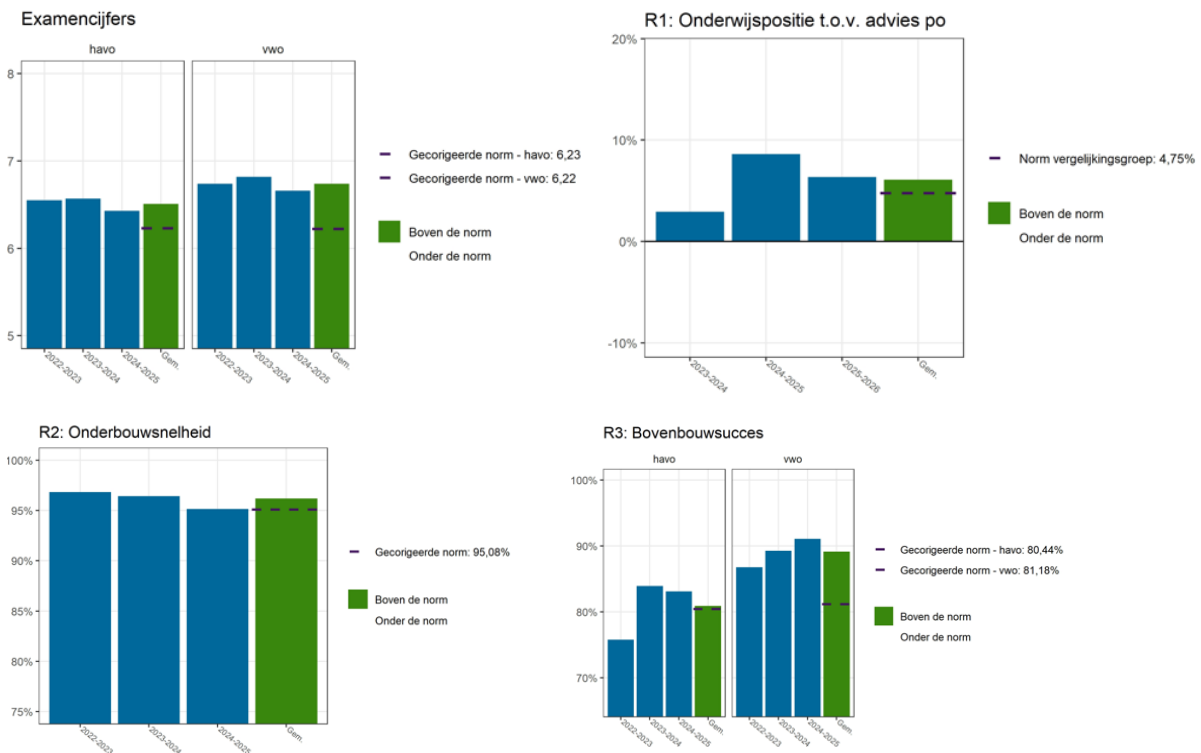 Examencijfers
havo
vwo
8
7
6
5
2022-2023
2023-2024
2024-2025
Gem.
2022-2023
2023-2024
2024-2025
Gem.
Gecorigeerde norm - havo: 6,23
Gecorigeerde norm - vwo: 6,22
Boven de norm
Onder de norm
R1: Onderwijspositie t.o.v. advies po
20%
10%
0%
-10%
2023-2024
2024-2025
2025-2026
Gem.
Norm vergelijkingsgroep: 4,75%
Boven de norm
Onder de norm
R2: Onderbouwsnelheid
100%
95%
90%
85%
80%
75%
2022-2023
2023-2024
2024-2025
Gem.
Gecorigeerde norm: 95,08%
Boven de norm
Onder de norm
R3: Bovenbouwsucces
havo
vwo
100%
90%
80%
70%
2022-2023
2023-2024
2024-2025
Gem.
2022-2023
2023-2024
2024-2025
Gem.
Gecorigeerde norm - havo: 80,44%
Gecorigeerde norm - vwo: 81,18%
Boven de norm
Onder de norm